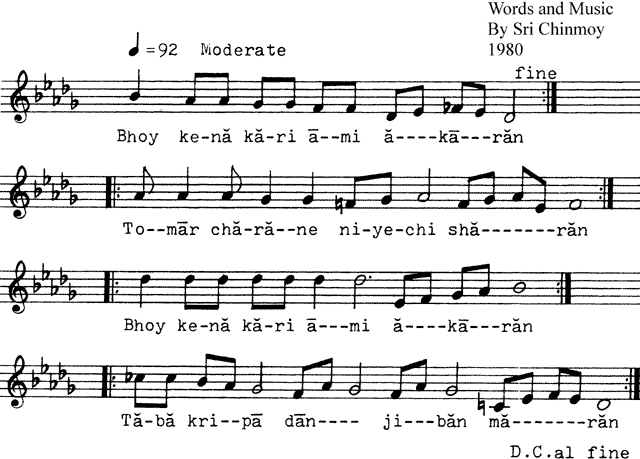 Words and Music
By Sri Chinmoy
1980
♩=92 Moderate
fine
Bhoy ke-nă kă-ri ā--mi ă----kā---răn
To--mār chă-ră--ne ni-ye-chi shă-------răn
Bhoy ke-nă kă-ri ā---mi ă----kā---răn
Tă-bă kri--pā dān---- ji--băn mă-------răn
D.C.al fine